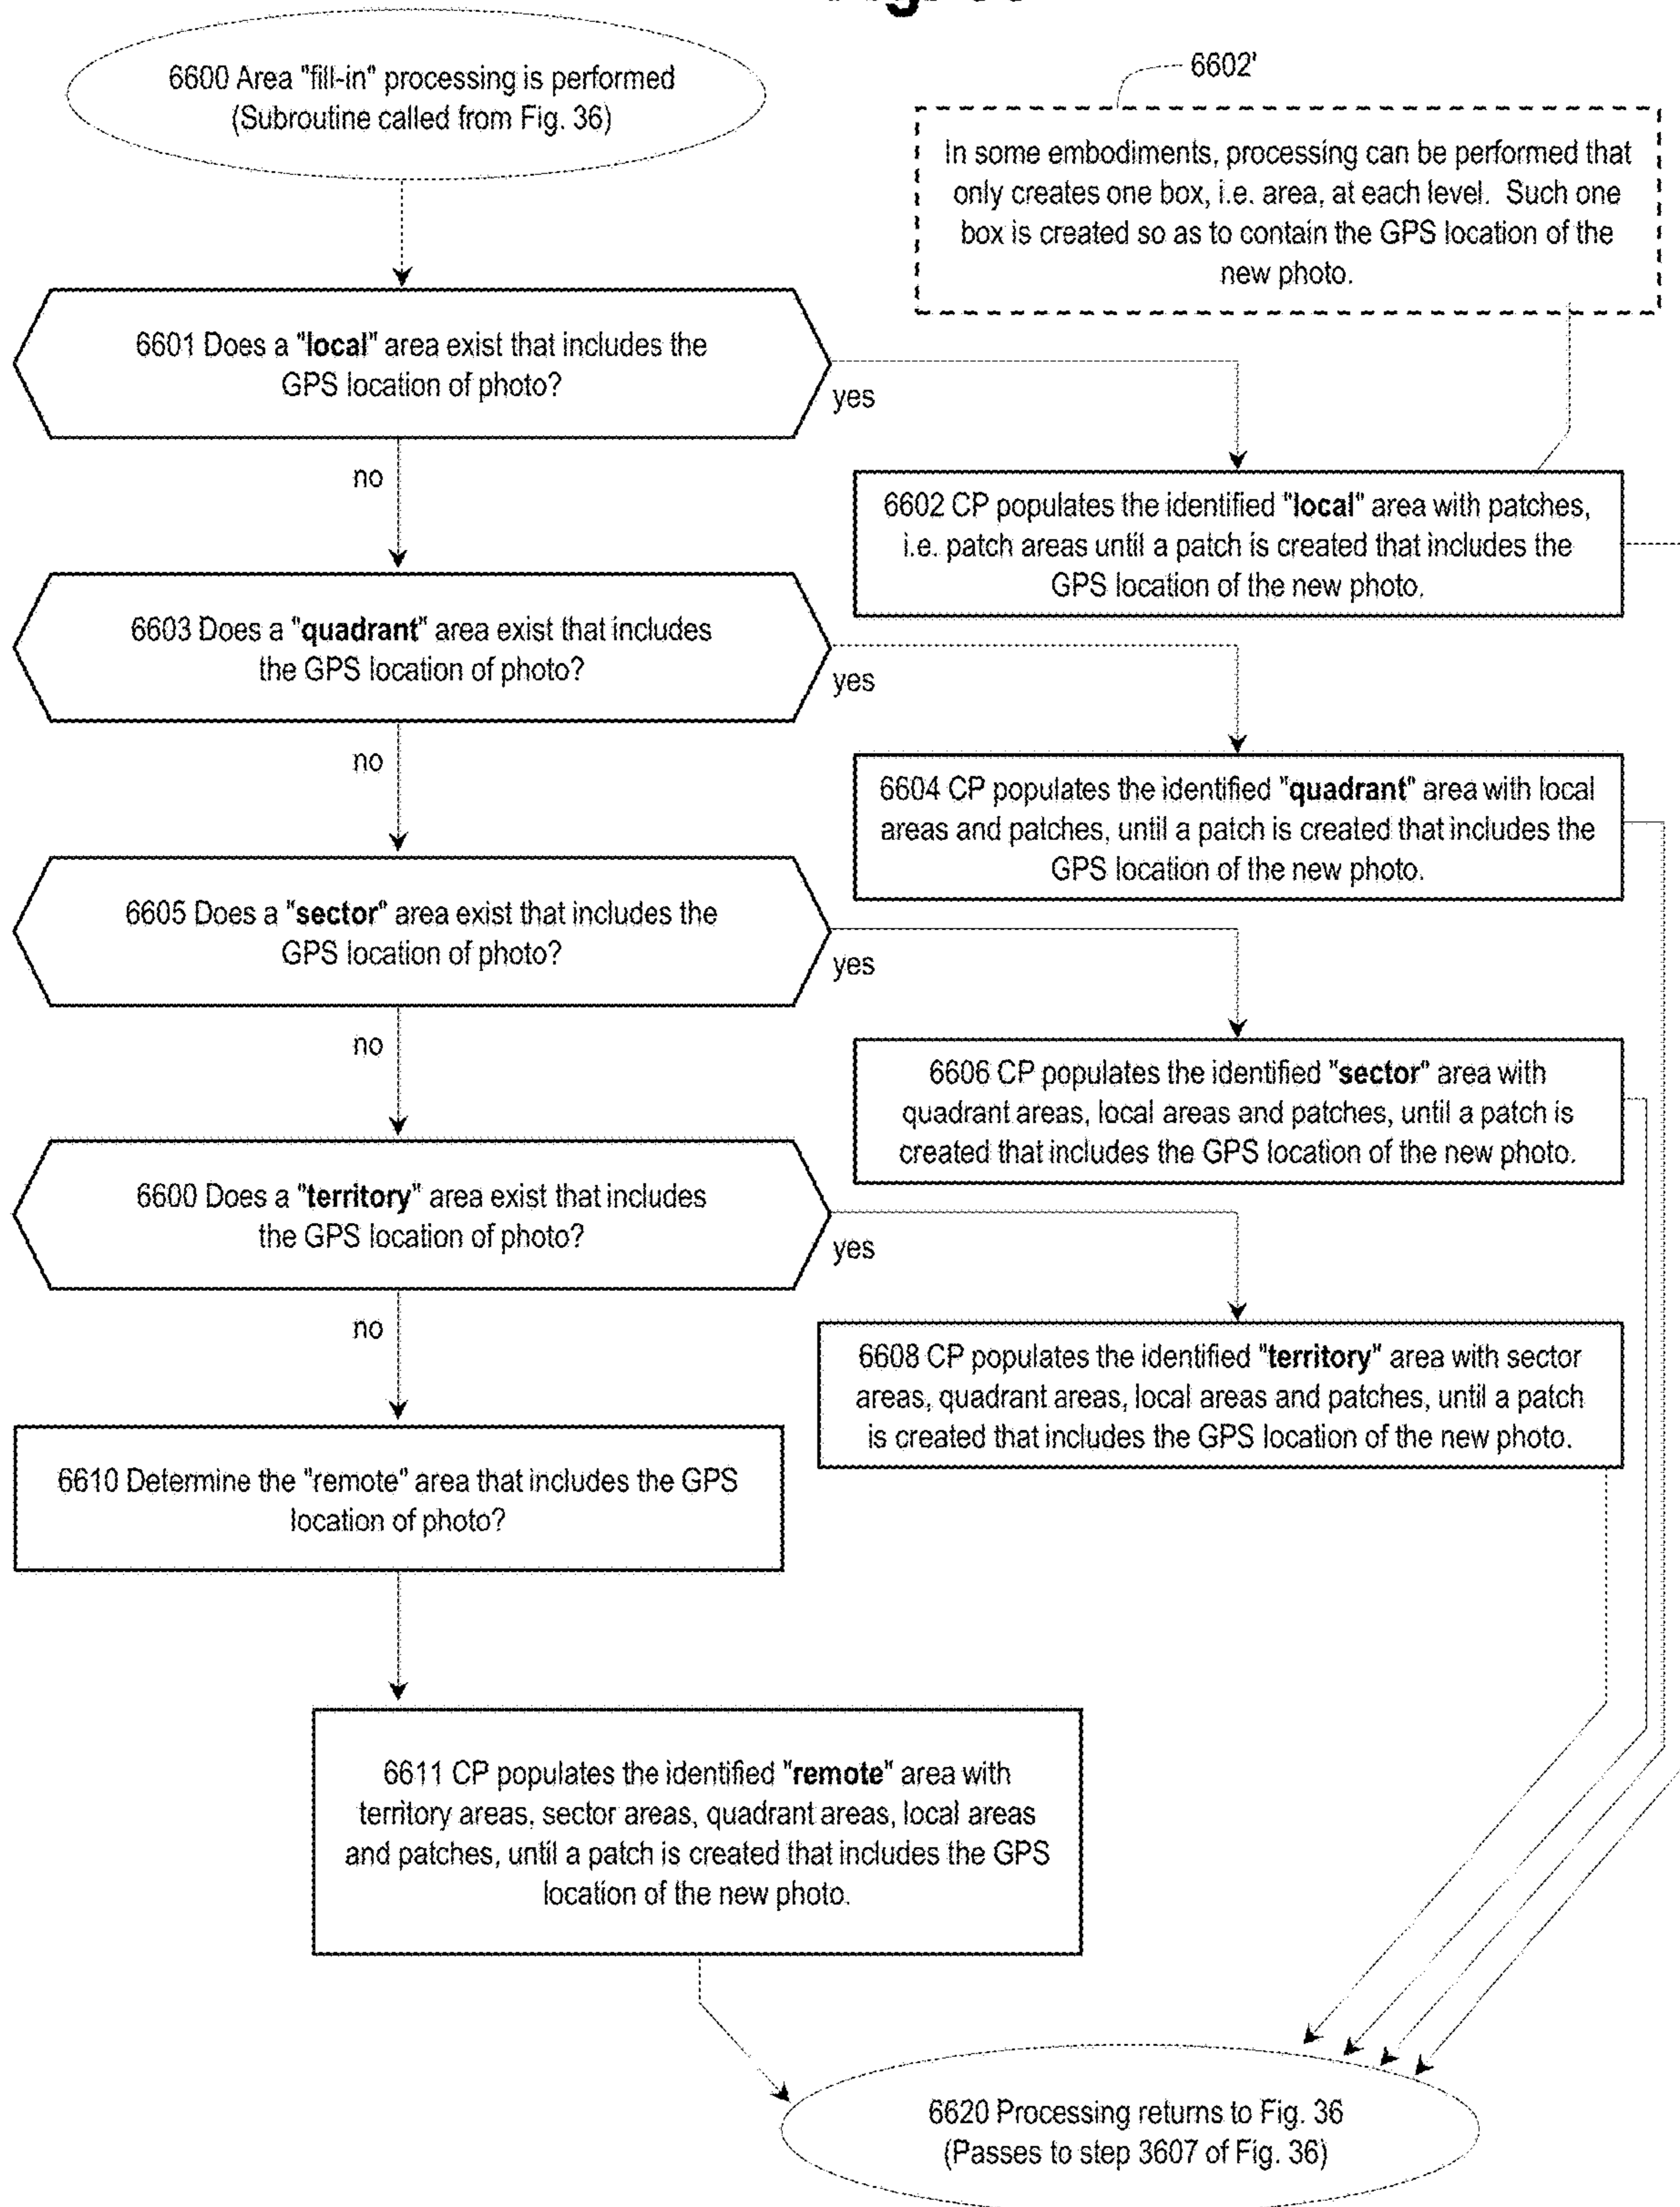 6600 Area "fill-in" processing is performed
(Subroutine called from Fig. 36)
6602'
In some embodiments, processing can be performed that
only creates one box, i.e. area, at each level. Such one
box is created so as to contain the GPS location of the
new photo.
6601 Does a "local" area exist that includes the
GPS location of photo?
yes
no
6602 CP populates the identified "local" area with patches,
i.e. patch areas until a patch is created that includes the
GPS location of the new photo.
6603 Does a "quadrant" area exist that includes
the GPS location of photo?
yes
no
6604 CP populates the identified "quadrant" area with local
areas and patches, until a patch is created that includes the
GPS location of the new photo.
6605 Does a "sector" area exist that includes the
GPS location of photo?
yes
no
6606 CP populates the identified "sector" area with
quadrant areas, local areas and patches, until a patch is
created that includes the GPS location of the new photo.
6600 Does a "territory" area exist that includes
the GPS location of photo?
yes
no
6608 CP populates the identified "territory" area with sector
areas, quadrant areas, local areas and patches, until a patch
is created that includes the GPS location of the new photo.
6610 Determine the "remote" area that includes the GPS
location of photo?
6611 CP populates the identified "remote" area with
territory areas, sector areas, quadrant areas, local areas
and patches, until a patch is created that includes the GPS
location of the new photo.
6620 Processing returns to Fig. 36
(Passes to step 3607 of Fig. 36)